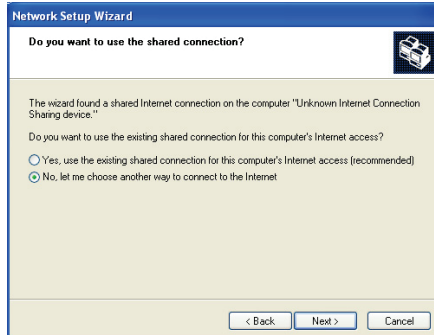 Network Setup Wizard
Do you want to use the shared connection?
The wizard found a shared Internet connection on the computer "Unknown Internet Connection
Sharing device."
Do you want to use the existing shared connection for this computer's Internet access?
Yes, use the existing shared connection for this computer's Internet access (recommended)
No, let me choose another way to connect to the Internet
< Back Next > Cancel